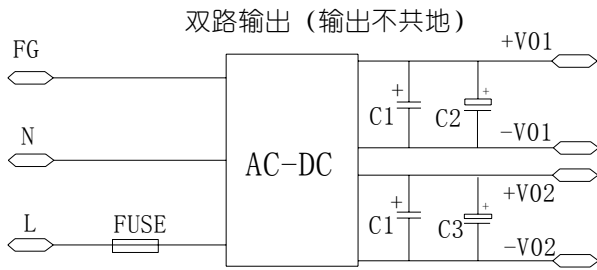 双路输出（输出不共地）
FG
N
L
FUSE
AC-DC
+
C1
+
C2
+V01
-V01
+
C1
+
C3
+V02
-V02